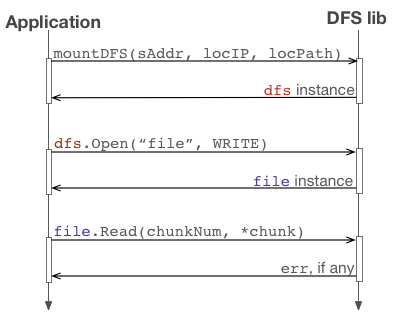 Application
DFS lib
mountDFS(sAddr, locIP, locPath)
dfs instance
dfs.Open(“file”, WRITE)
file instance
file.Read(chunkNum, *chunk)
err, if any